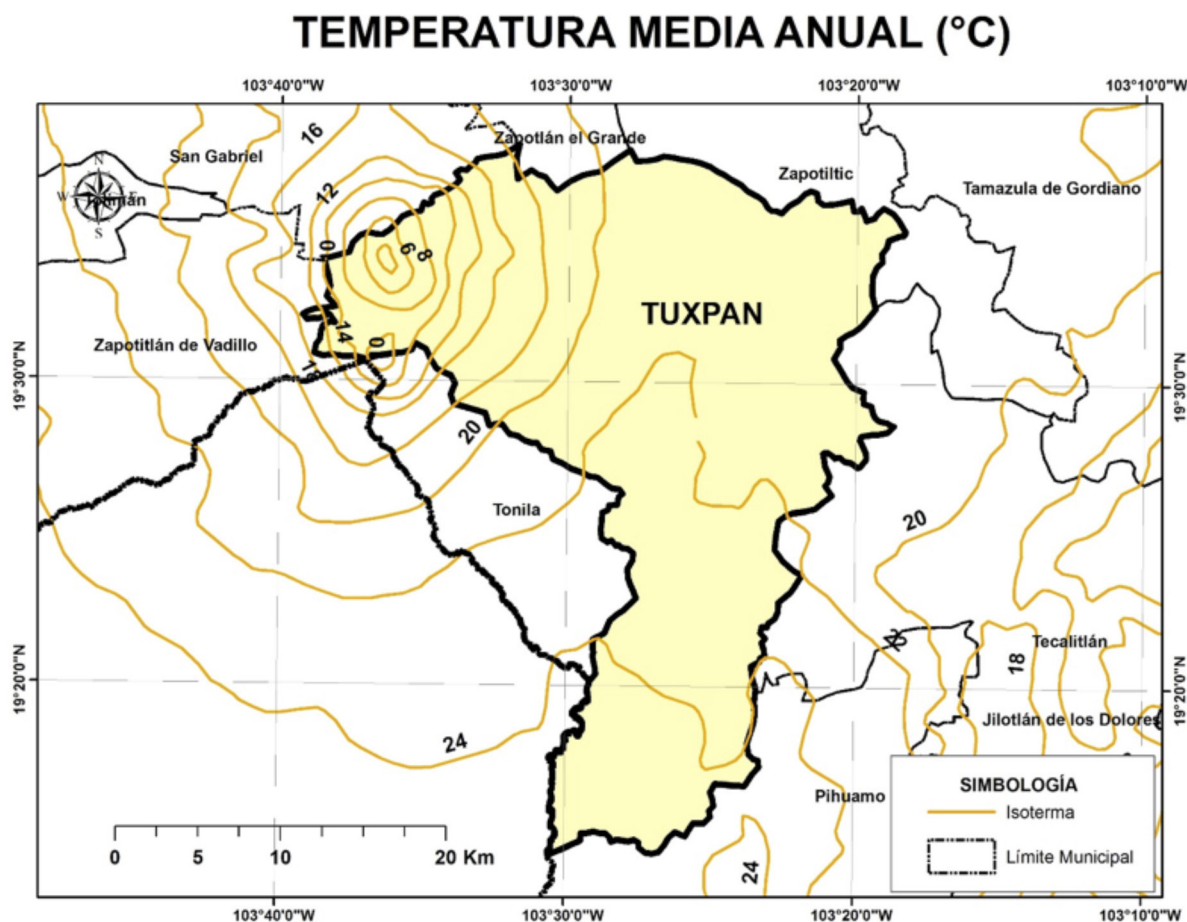 TEMPERATURA MEDIA ANUAL (°C)
103°40'0"W 103°30'0"W 103°20'0"W 103°10'0"W
16
San Gabriel
Zapotlán el Grande
Zapotiltic
Tamazula de Gordiano
N
W E
S
12
0
6
8
TUXPAN
14
0
Zapotitlán de Vadillo
19°30'0"N
19°30'0"N
20
Tonila
20
Tecalitlán
18
19°20'0"N
19°20'0"N
Jilotlán de los Dolores
24
Pihuamo
24
SIMBOLOGÍA
Isoterma
Límite Municipal
0 5 10 20 Km
103°40'0"W 103°30'0"W 103°20'0"W 103°10'0"W